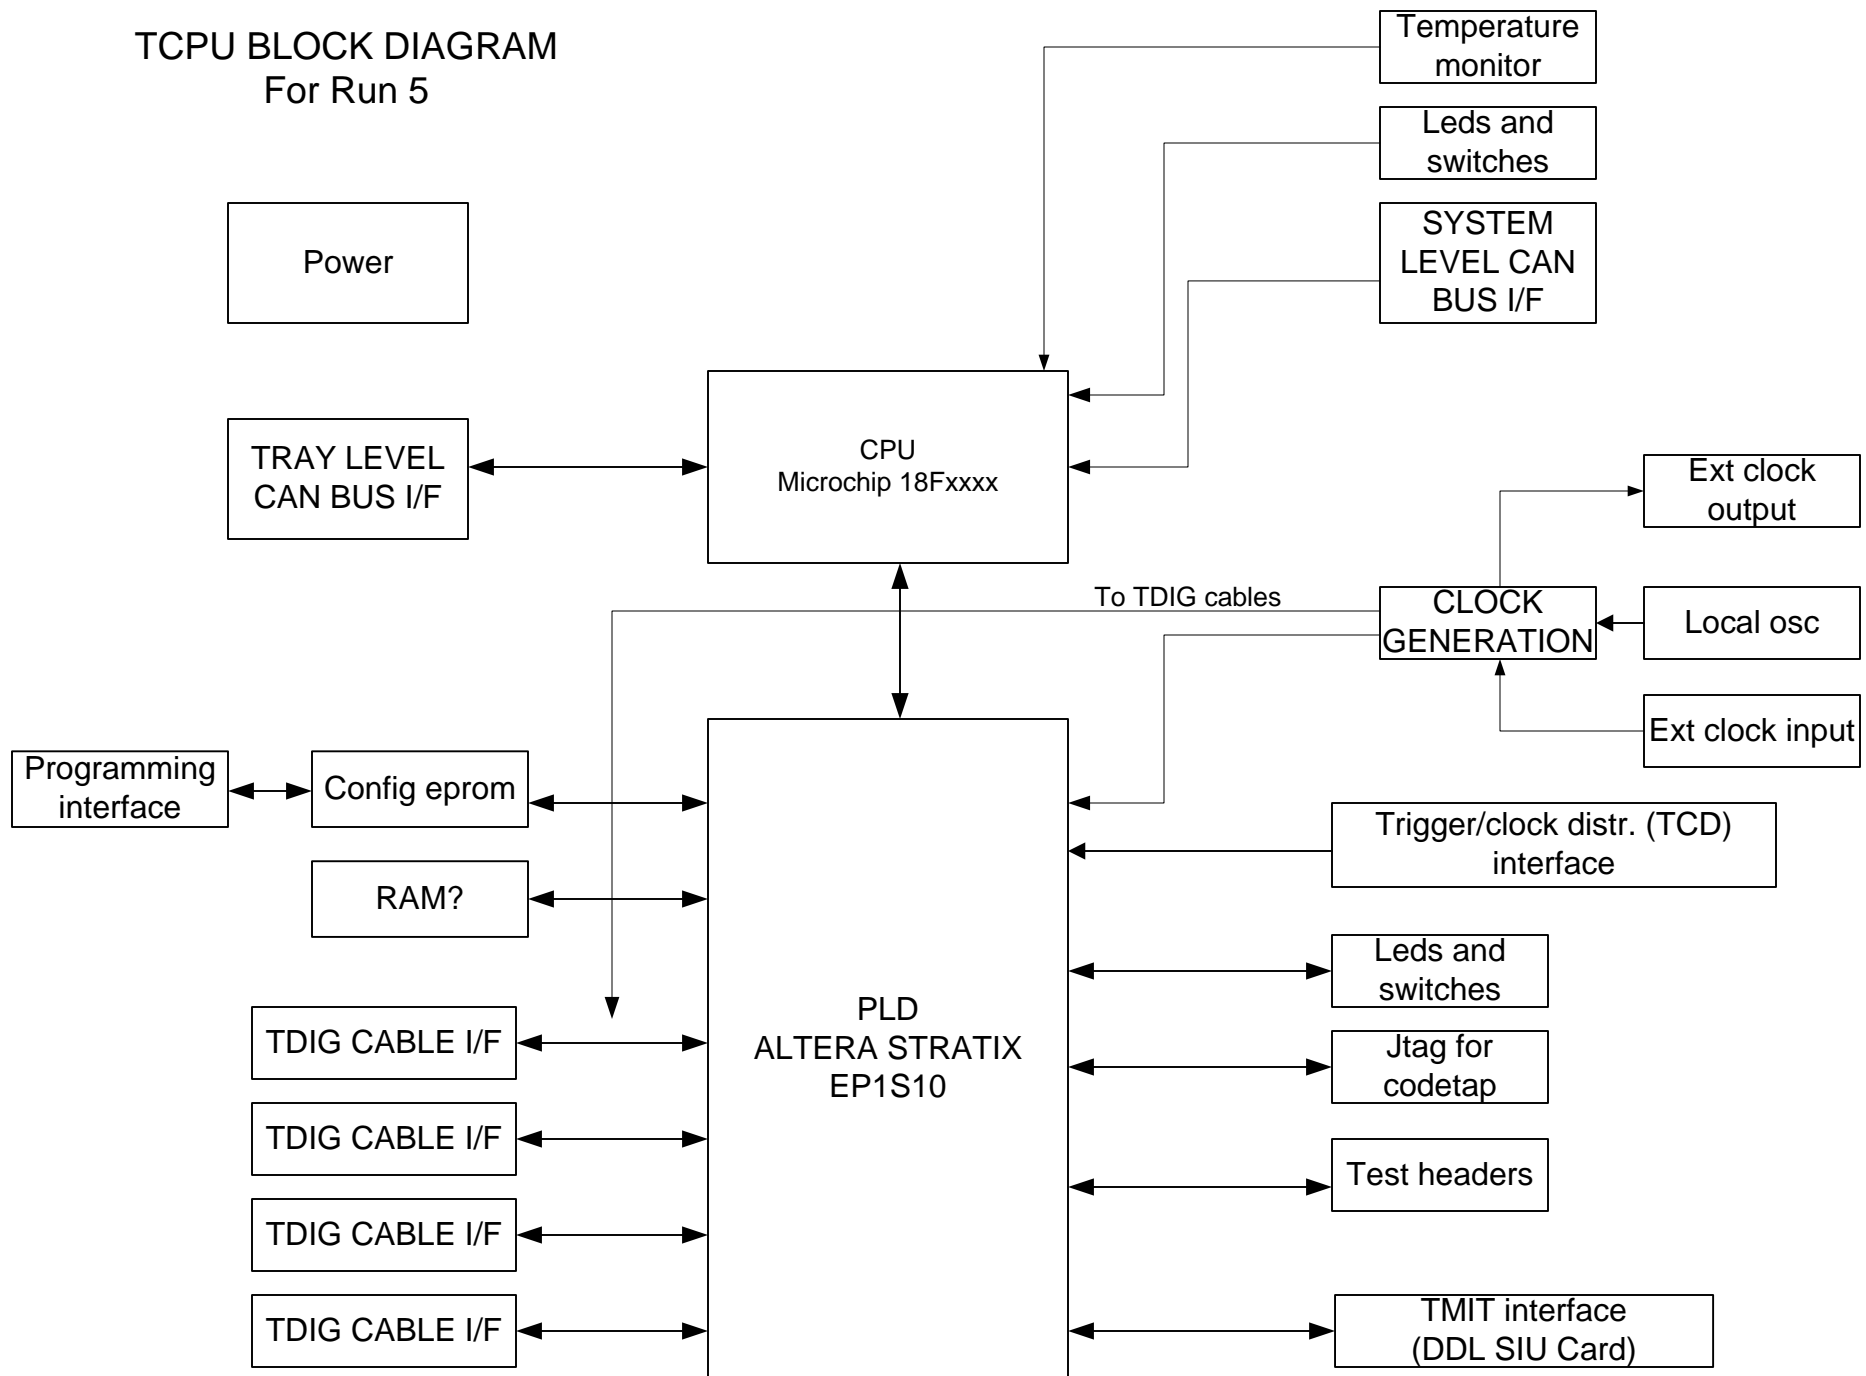 TCPU BLOCK DIAGRAM
For Run 5
Temperature
monitor
Leds and
switches
SYSTEM
LEVEL CAN
BUS I/F
Power
TRAY LEVEL
CAN BUS I/F
CPU
Microchip 18Fxxxx
Ext clock
output
To TDIG cables
CLOCK
GENERATION
Local osc
Ext clock input
Programming
interface
Config eprom
RAM?
Trigger/clock distr. (TCD)
interface
Leds and
switches
PLD
ALTERA STRATIX
EP1S10
TDIG CABLE I/F
Jtag for
codetap
TDIG CABLE I/F
Test headers
TDIG CABLE I/F
TDIG CABLE I/F
TMIT interface
(DDL SIU Card)